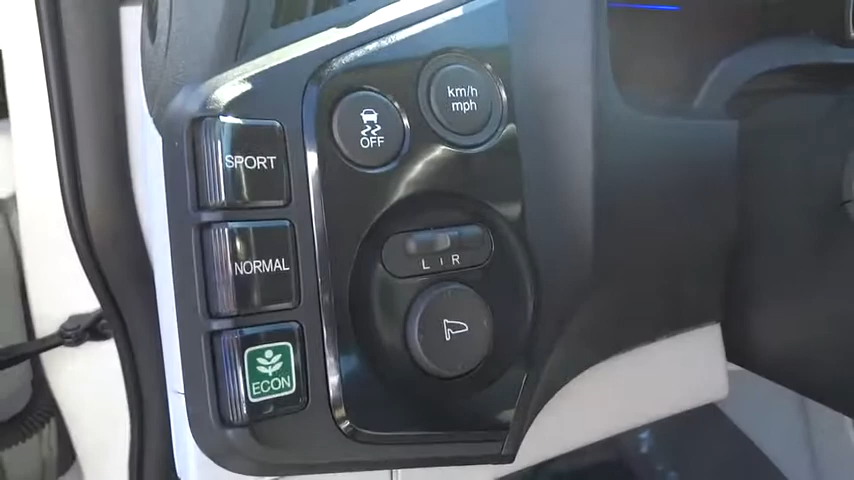 km/h
mph
OFF
SPORT
NORMAL
L I R
ECON